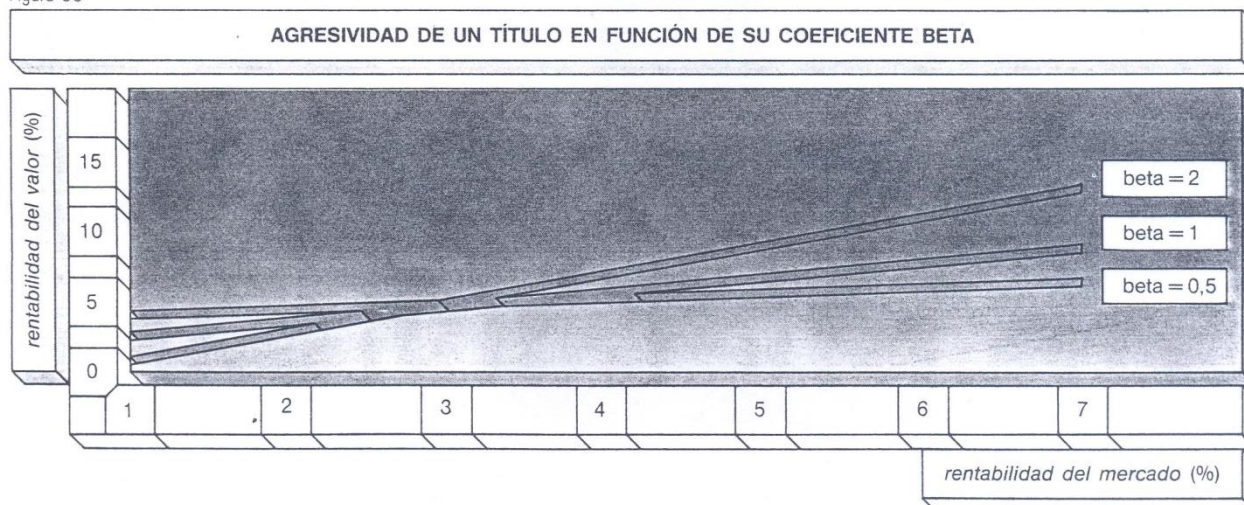 AGRESIVIDAD DE UN TÍTULO EN FUNCIÓN DE SU COEFICIENTE BETA
rentabilidad del valor (%)
15
10
5
0
beta = 2
beta = 1
beta = 0,5
1 2 3 4 5 6 7
rentabilidad del mercado (%)